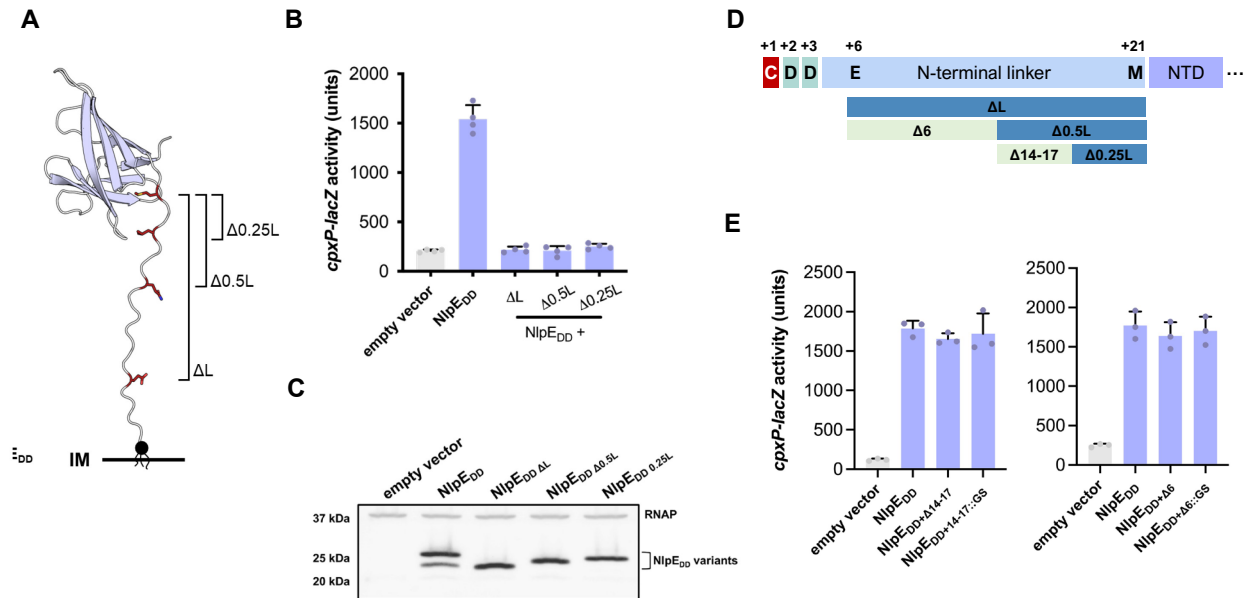 A
Δ0.25L
Δ0.5L
ΔL
DD
IM
B
cpxP-lacZ activity (units)
2000
1500
1000
500
0
empty vector
NlpEDD
ΔL
Δ0.5L
Δ0.25L
NlpEDD +
C
empty vector
NlpEDD
NlpEDD ΔL
NlpEDD Δ0.5L
NlpEDD 0.25L
37 kDa
RNAP
25 kDa
NlpEDD variants
20 kDa
D
+1 +2 +3 +6 +21
C D D E N-terminal linker M NTD ...
ΔL
Δ6 Δ0.5L
Δ14-17 Δ0.25L
E
cpxP-lacZ activity (units)
2500
2000
1500
1000
500
0
empty vector
NlpEDD
NlpEDD+Δ14-17
NlpEDD+14-17::GS
2500
2000
1500
1000
500
0
empty vector
NlpEDD
NlpEDD+Δ6
NlpEDD+Δ6::GS